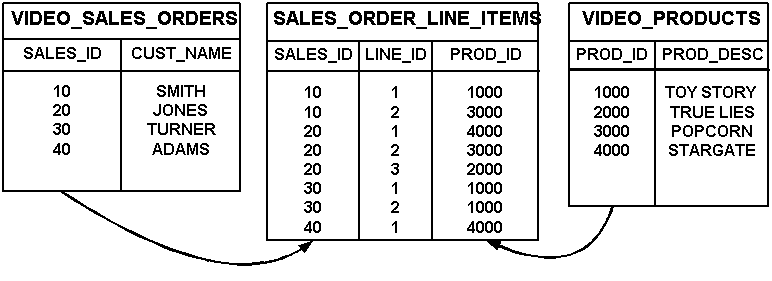 VIDEO_SALES_ORDERS
SALES_ID CUST_NAME
10 SMITH
20 JONES
30 TURNER
40 ADAMS
SALES_ORDER_LINE_ITEMS
SALES_ID LINE_ID PROD_ID
10 1 1000
10 2 3000
20 1 4000
20 2 3000
20 3 2000
30 1 1000
30 2 1000
40 1 4000
VIDEO_PRODUCTS
PROD_ID PROD_DESC
1000 TOY STORY
2000 TRUE LIES
3000 POPCORN
4000 STARGATE